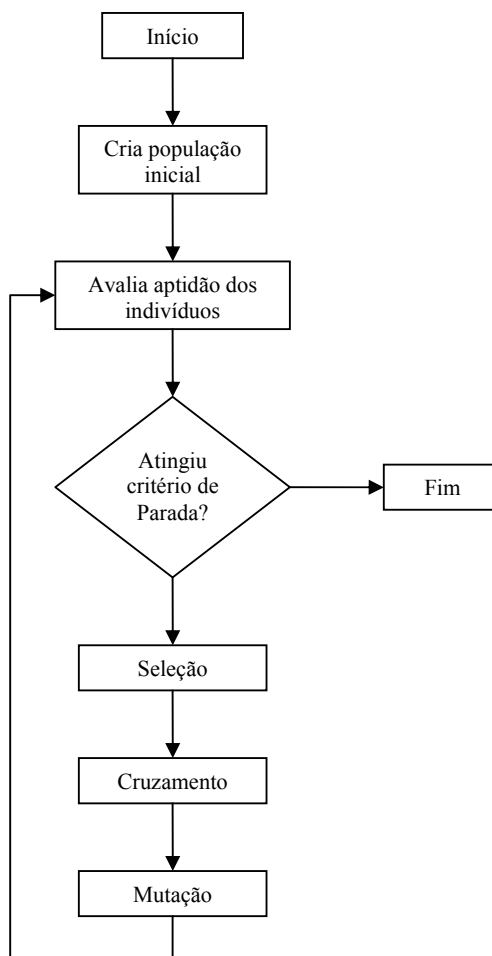 Início
Cria população
inicial
Avalia aptidão dos
indivíduos
Atingiu
critério de
Parada?
Fim
Seleção
Cruzamento
Mutação